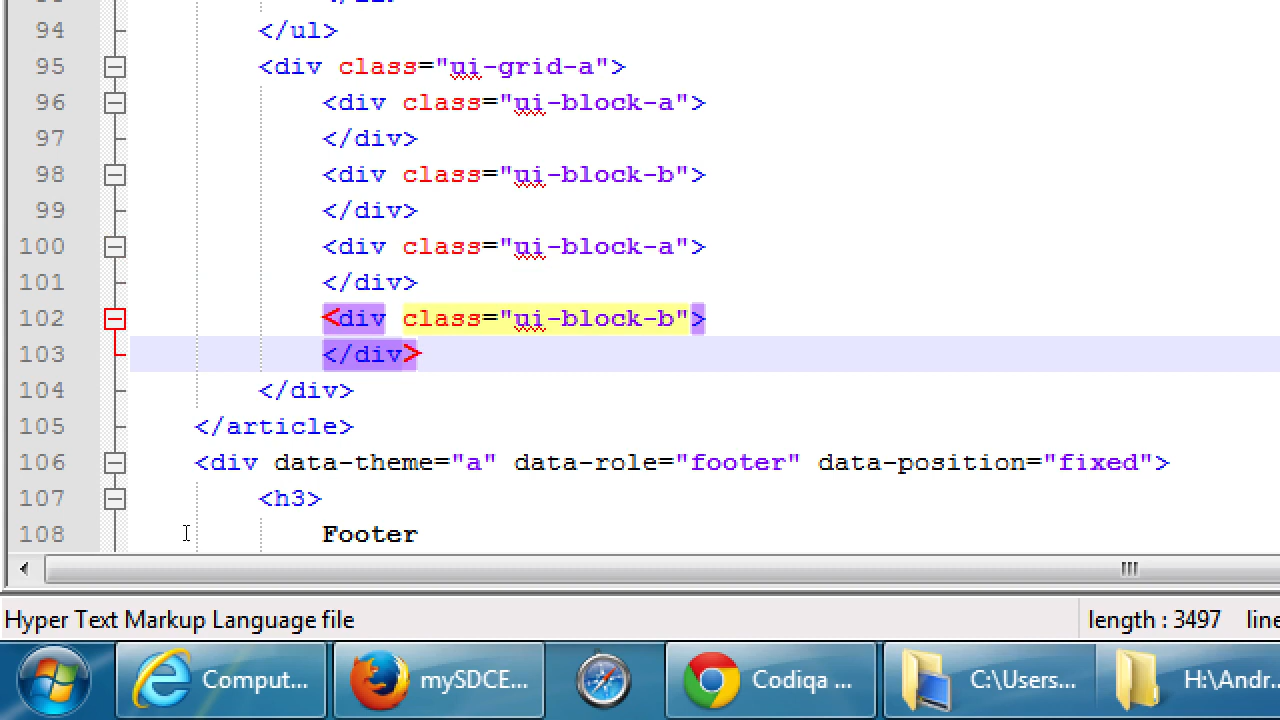 94 </ul>
95 <div class="ui-grid-a">
96 <div class="ui-block-a">
97 </div>
98 <div class="ui-block-b">
99 </div>
100 <div class="ui-block-a">
101 </div>
102 <div class="ui-block-b">
103 </div>
104 </div>
105 </article>
106 <div data-theme="a" data-role="footer" data-position="fixed">
107 <h3>
108 Footer
Hyper Text Markup Language file length : 3497 line
Comput... mySDCE... Codiqa ... C:\Users... H:\Andr...